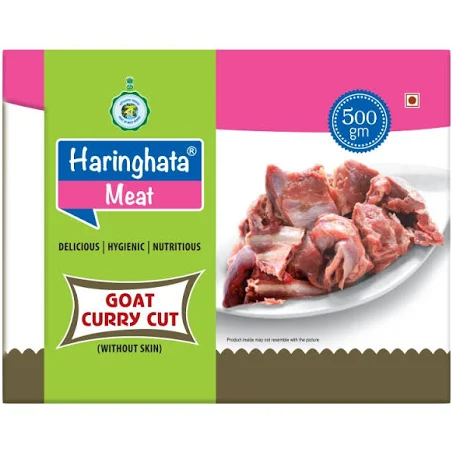 Haringhata®
Meat
DELICIOUS | HYGIENIC | NUTRITIOUS
GOAT
CURRY CUT
(WITHOUT SKIN)
500
gm
Product image may not resemble with the picture